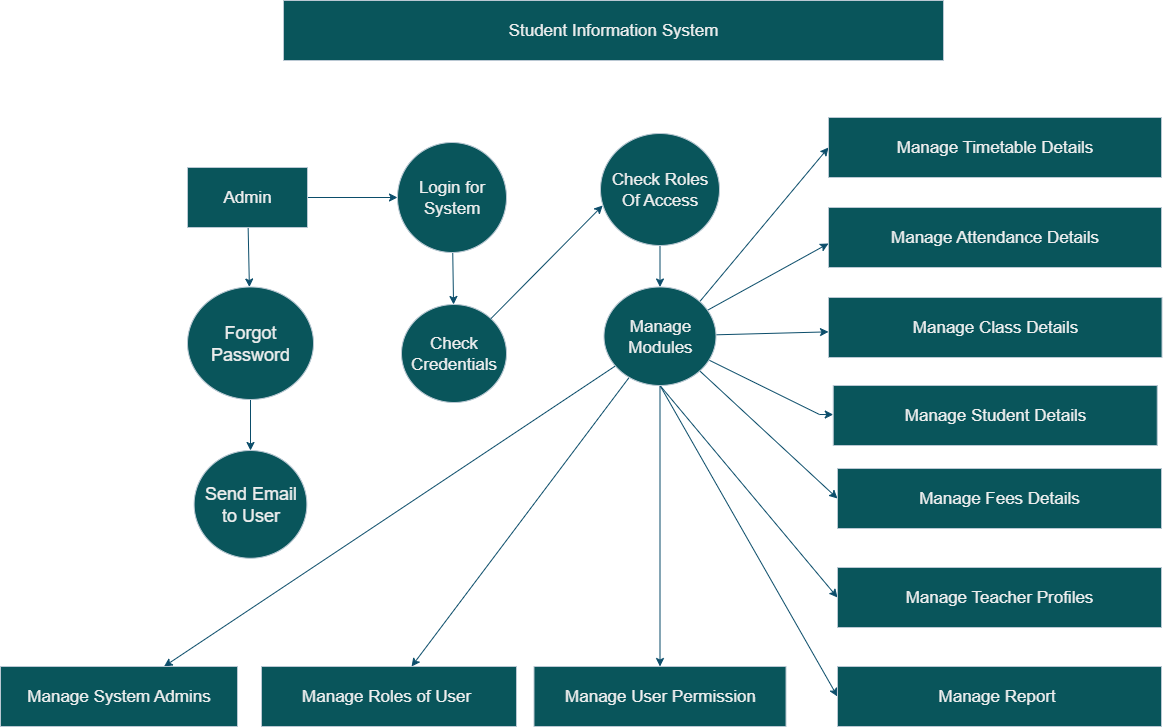 Student Information System
Admin
Login for
System
Check Roles
Of Access
Forgot
Password
Check
Credentials
Manage
Modules
Send Email
to User
Manage Timetable Details
Manage Attendance Details
Manage Class Details
Manage Student Details
Manage Fees Details
Manage Teacher Profiles
Manage System Admins
Manage Roles of User
Manage User Permission
Manage Report